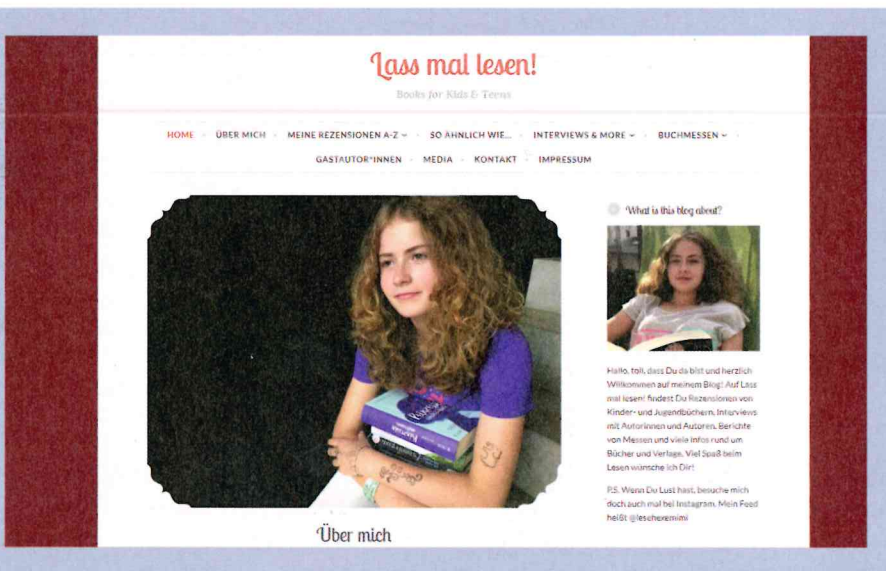 Lass mal lesen!
Books for Kids & Teens
HOME
ÜBER MICH
MEINE REZENSIONEN A-Z
SO ÄHNLICH WIE...
INTERVIEWS & MORE
BUCHMESSEN
GASTAUTOR*INNEN
MEDIA
KONTAKT
IMPRESSUM
What is this blog about?
Hallo, toll, dass Du da bist und herzlich
Willkommen auf meinem Blog! Auf Lass
mal lesen! findest Du Rezensionen von
Kinder- und Jugendbüchern, Interviews
mit Autorinnen und Autoren, Berichte
von Messen und viele Infos rund um
Bücher und Verlage. Viel Spaß beim
Lesen wünsche ich Dir!
P.S. Wenn Du Lust hast, besuche mich
doch auch mal bei Instagram. Mein Feed
heißt @lesehexemimi
Über mich